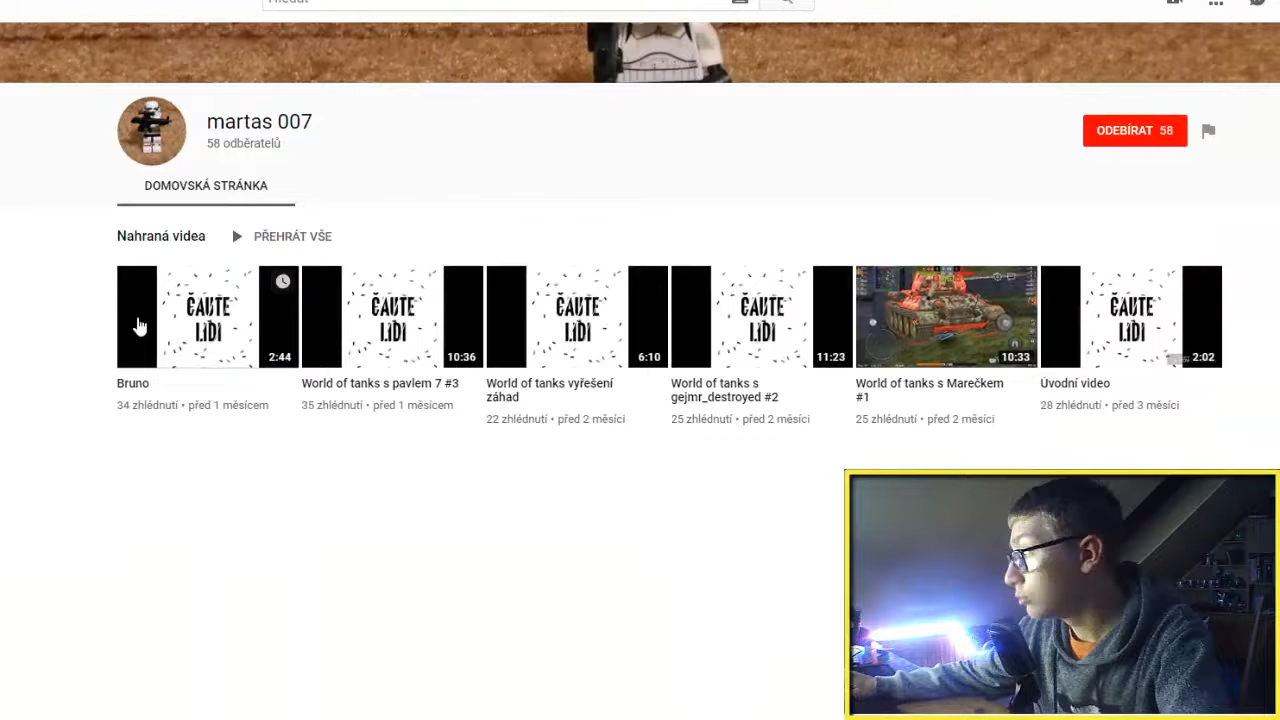 Hledat
martas 007
58 odběratelů
ODEBÍRAT 58
DOMOVSKÁ STRÁNKA
Nahraná videa
PŘEHRÁT VŠE
ČAUTE
LIDI
2:44
ČAUTE
LIDI
10:36
ČAUTE
LIDI
6:10
ČAUTE
LIDI
11:23
10:33
ČAUTE
LIDI
2:02
Bruno
34 zhlédnutí • před 1 měsícem
World of tanks s pavlem 7 #3
35 zhlédnutí • před 1 měsícem
World of tanks vyřešení
záhad
22 zhlédnutí • před 2 měsíci
World of tanks s
gejmr_destroyed #2
25 zhlédnutí • před 2 měsíci
World of tanks s Marečkem
#1
25 zhlédnutí • před 2 měsíci
Úvodní video
28 zhlédnutí • před 3 měsíci